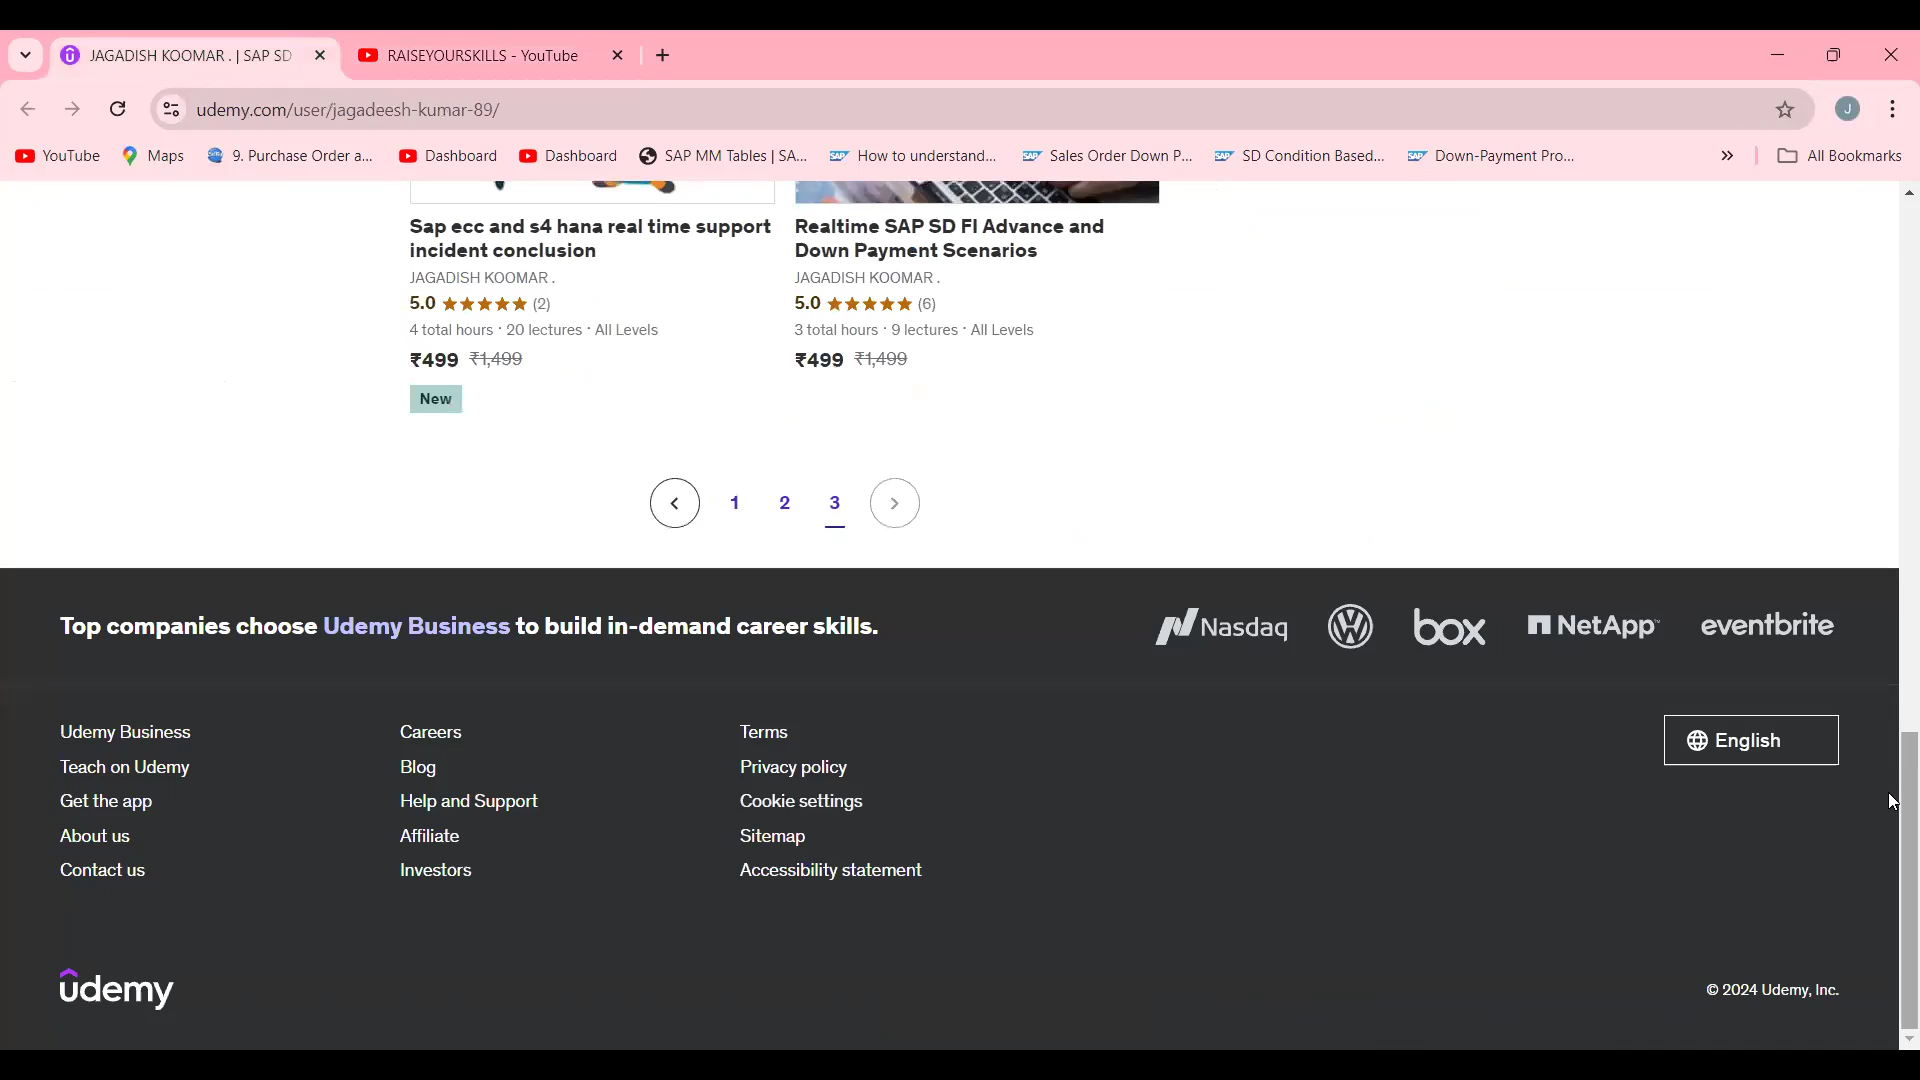 JAGADISH KOOMAR . | SAP SD
RAISEYOURSKILLS - YouTube
udemy.com/user/jagadeesh-kumar-89/
J
YouTube
Maps
9. Purchase Order a...
Dashboard
Dashboard
SAP MM Tables | SA...
How to understand...
Sales Order Down P...
SD Condition Based...
Down-Payment Pro...
All Bookmarks
Sap ecc and s4 hana real time support
incident conclusion
JAGADISH KOOMAR .
5.0 (2)
4 total hours · 20 lectures · All Levels
₹499 ₹1,499
New
Realtime SAP SD FI Advance and
Down Payment Scenarios
JAGADISH KOOMAR .
5.0 (6)
3 total hours · 9 lectures · All Levels
₹499 ₹1,499
1 2 3
Top companies choose Udemy Business to build in-demand career skills.
Nasdaq
box
NetApp
eventbrite
Udemy Business
Teach on Udemy
Get the app
About us
Contact us
Careers
Blog
Help and Support
Affiliate
Investors
Terms
Privacy policy
Cookie settings
Sitemap
Accessibility statement
English
udemy
© 2024 Udemy, Inc.